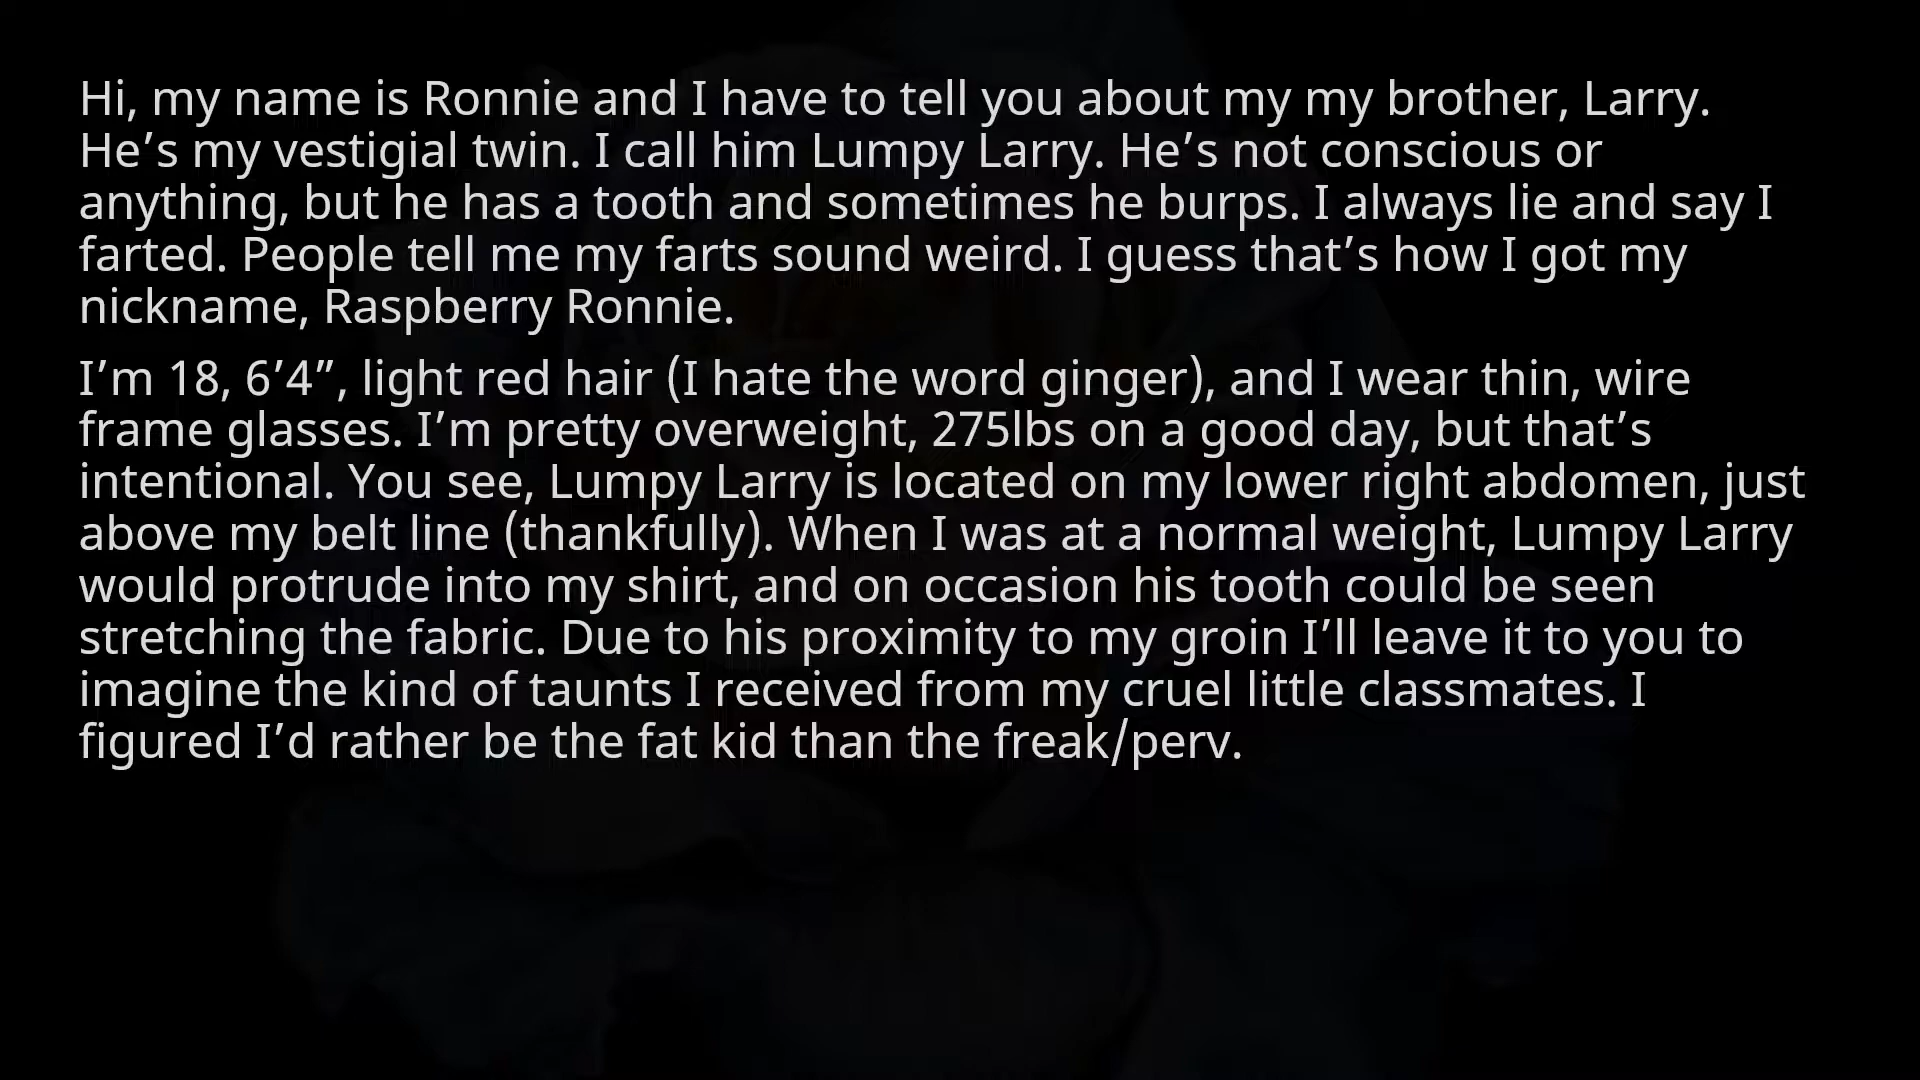 Hi, my name is Ronnie and I have to tell you about my my brother, Larry.
He’s my vestigial twin. I call him Lumpy Larry. He’s not conscious or
anything, but he has a tooth and sometimes he burps. I always lie and say I
farted. People tell me my farts sound weird. I guess that’s how I got my
nickname, Raspberry Ronnie.
I’m 18, 6’4”, light red hair (I hate the word ginger), and I wear thin, wire
frame glasses. I’m pretty overweight, 275lbs on a good day, but that’s
intentional. You see, Lumpy Larry is located on my lower right abdomen, just
above my belt line (thankfully). When I was at a normal weight, Lumpy Larry
would protrude into my shirt, and on occasion his tooth could be seen
stretching the fabric. Due to his proximity to my groin I’ll leave it to you to
imagine the kind of taunts I received from my cruel little classmates. I
figured I’d rather be the fat kid than the freak/perv.